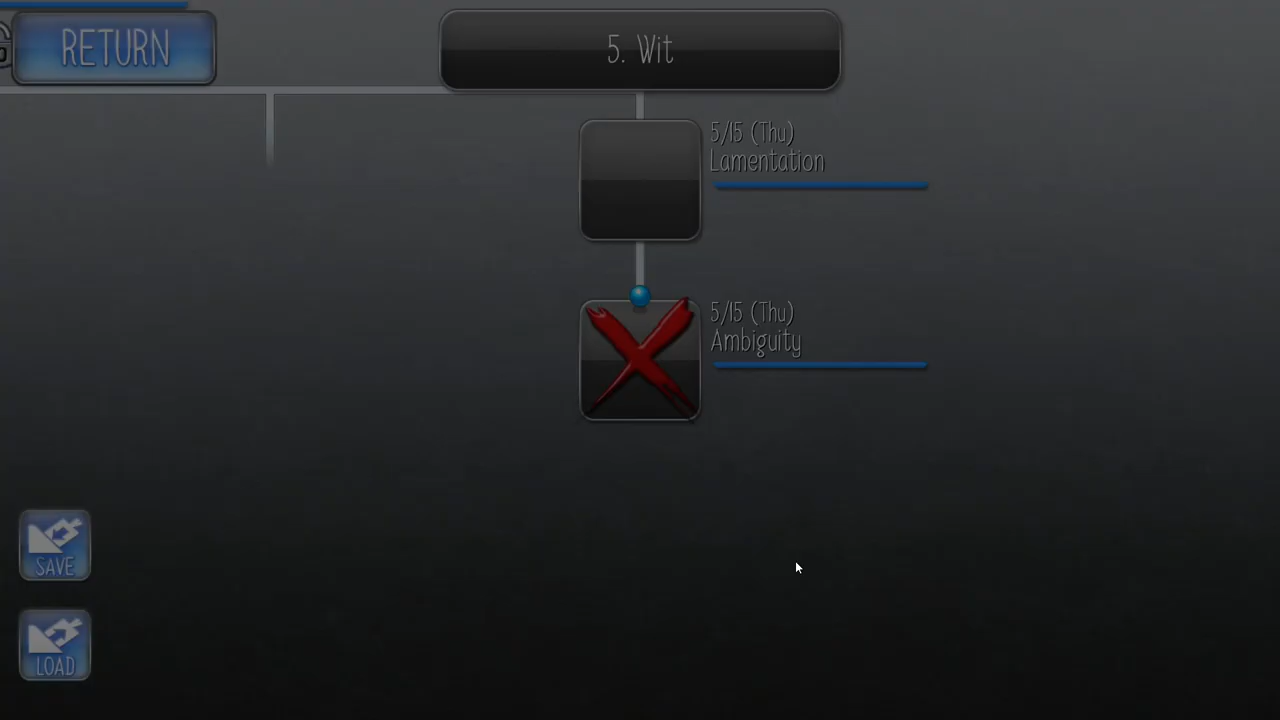 RETURN
5. Wit
5/15 (Thu)
Lamentation
5/15 (Thu)
Ambiguity
SAVE
LOAD